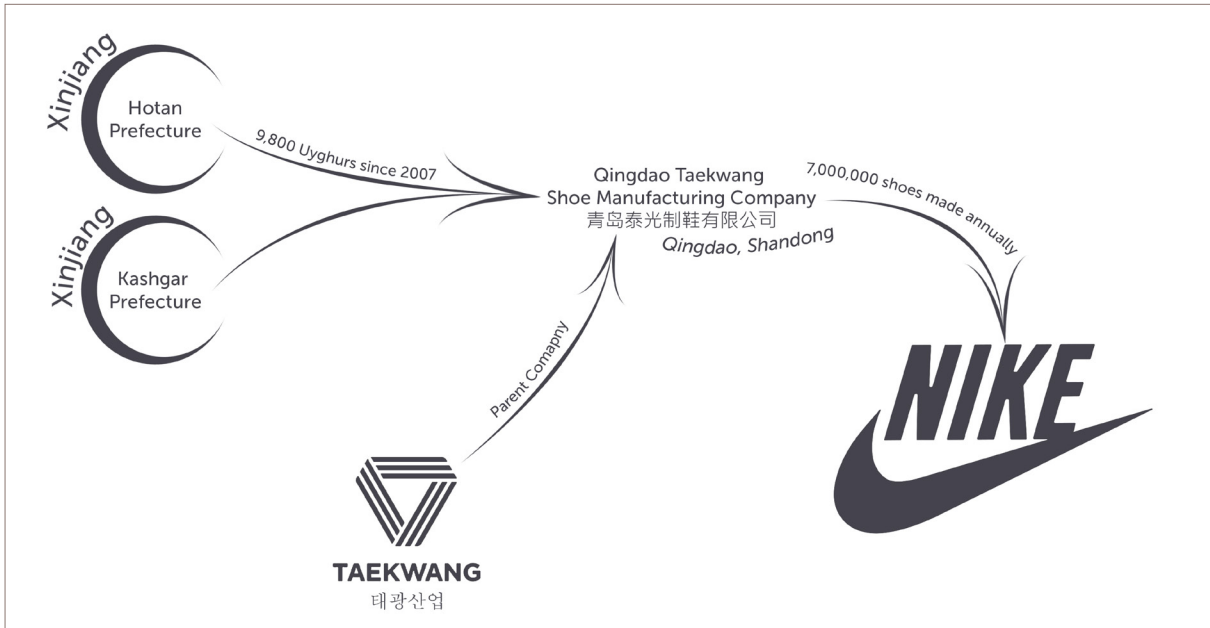 Xinjiang
Hotan
Prefecture
9,800 Uyghurs since 2007
Xinjiang
Kashgar
Prefecture
Qingdao Taekwang
Shoe Manufacturing Company
青岛泰光制鞋有限公司
Qingdao, Shandong
7,000,000 shoes made annually
Parent Comapny
NIKE
TAEKWANG
태광산업